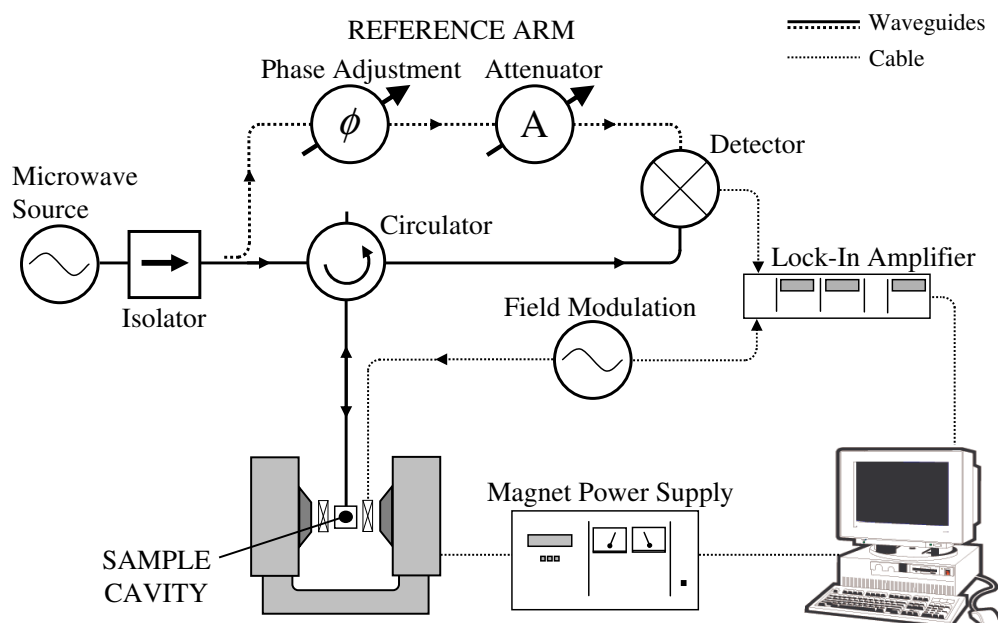 REFERENCE ARM
Waveguides
Cable
Phase Adjustment
Attenuator
ϕ
A
Detector
Microwave
Source
Circulator
Isolator
Lock-In Amplifier
Field Modulation
Magnet Power Supply
SAMPLE
CAVITY